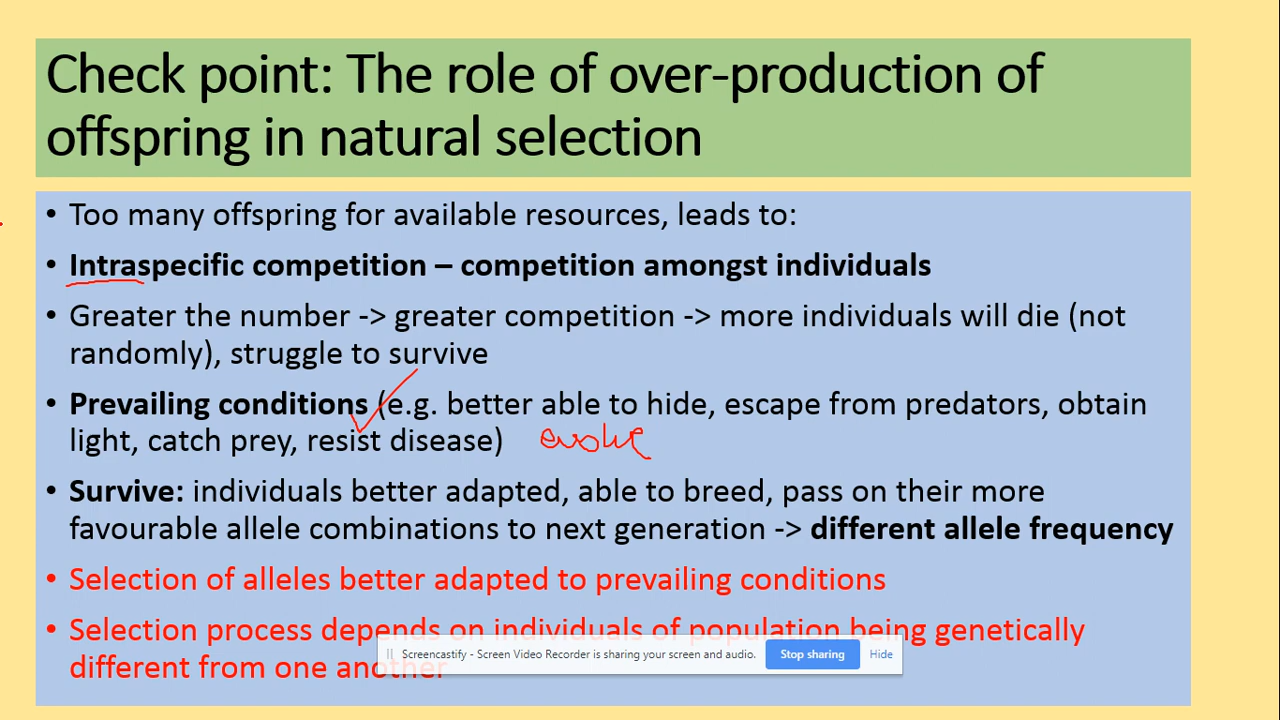 Check point: The role of over-production of
offspring in natural selection
• Too many offspring for available resources, leads to:
• Intraspecific competition – competition amongst individuals
• Greater the number -> greater competition -> more individuals will die (not
randomly), struggle to survive
• Prevailing conditions (e.g. better able to hide, escape from predators, obtain
light, catch prey, resist disease) evolve
• Survive: individuals better adapted, able to breed, pass on their more
favourable allele combinations to next generation -> different allele frequency
• Selection of alleles better adapted to prevailing conditions
• Selection process depends on individuals of population being genetically
different from one another
Screencastify - Screen Video Recorder is sharing your screen and audio. Stop sharing Hide